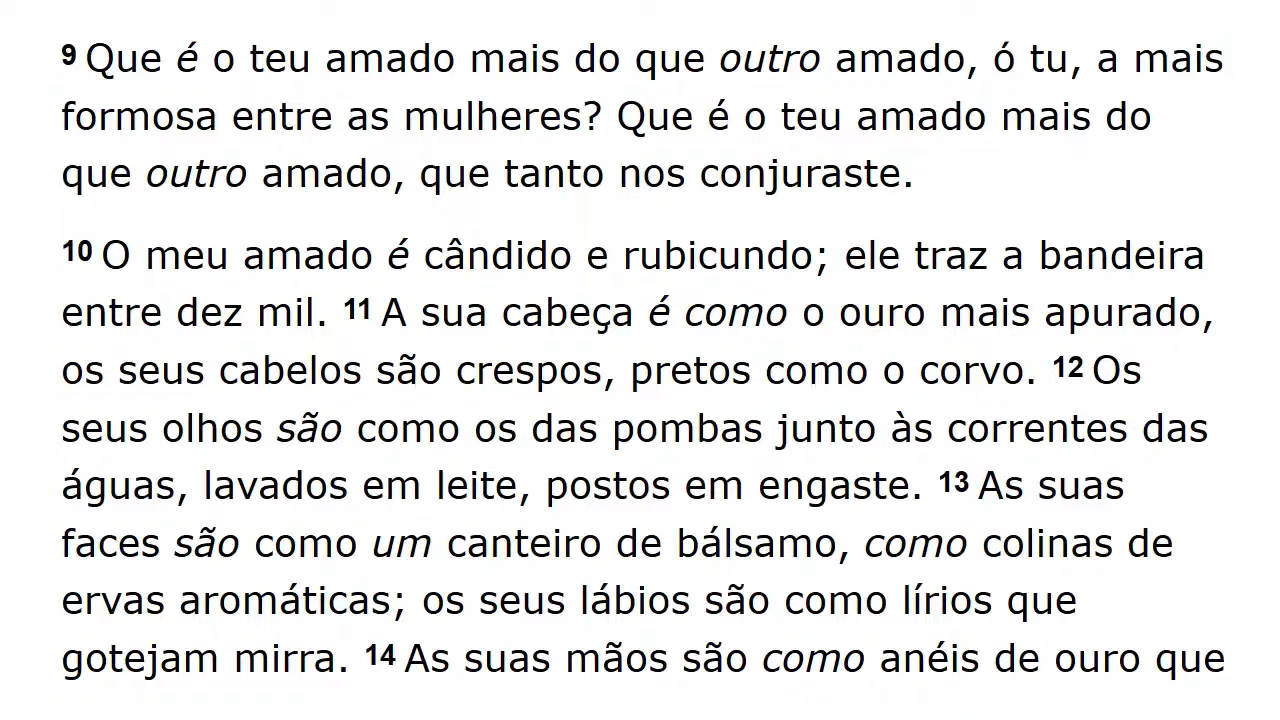 9 Que é o teu amado mais do que outro amado, ó tu, a mais
formosa entre as mulheres? Que é o teu amado mais do
que outro amado, que tanto nos conjuraste.
10 O meu amado é cândido e rubicundo; ele traz a bandeira
entre dez mil. 11 A sua cabeça é como o ouro mais apurado,
os seus cabelos são crespos, pretos como o corvo. 12 Os
seus olhos são como os das pombas junto às correntes das
águas, lavados em leite, postos em engaste. 13 As suas
faces são como um canteiro de bálsamo, como colinas de
ervas aromáticas; os seus lábios são como lírios que
gotejam mirra. 14 As suas mãos são como anéis de ouro que